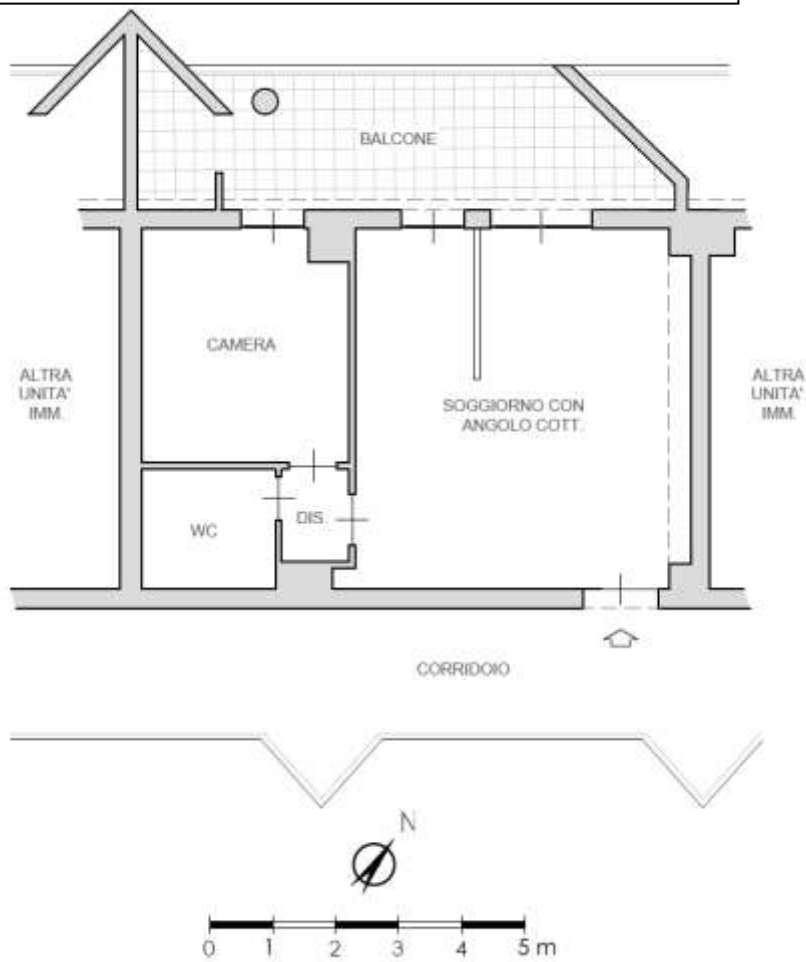 BALCONE
CAMERA
ALTRA
UNITA'
IMM.
SOGGIORNO CON
ANGOLO COTT.
ALTRA
UNITA'
IMM.
WC
DIS.
CORRIDOIO
N
0 1 2 3 4 5 m